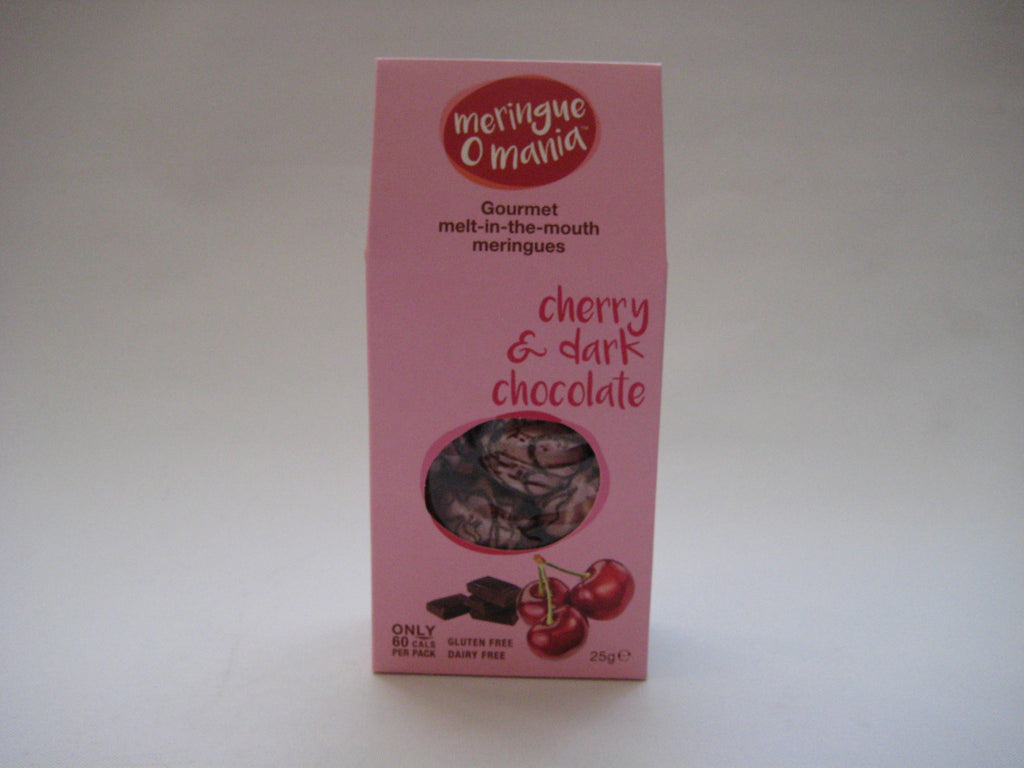 meringue
O mania™
Gourmet
melt-in-the-mouth
meringues
cherry
& dark
chocolate
ONLY
60 CALS
PER PACK
GLUTEN FREE
DAIRY FREE
25g℮